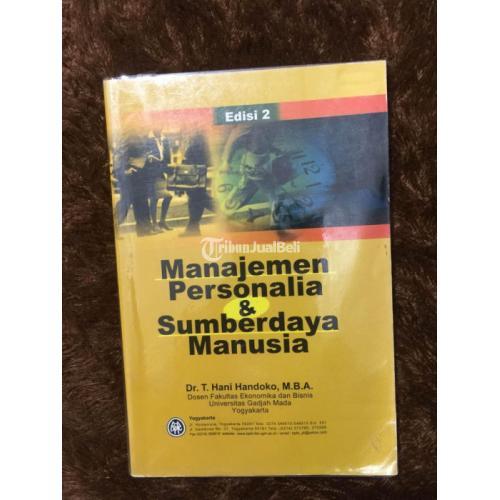 Edisi 2
TribunJualBeli
Manajemen
Personalia
&
Sumberdaya
Manusia
Dr. T. Hani Handoko, M.B.A.
Dosen Fakultas Ekonomika dan Bisnis
Universitas Gadjah Mada
Yogyakarta
Yogyakarta